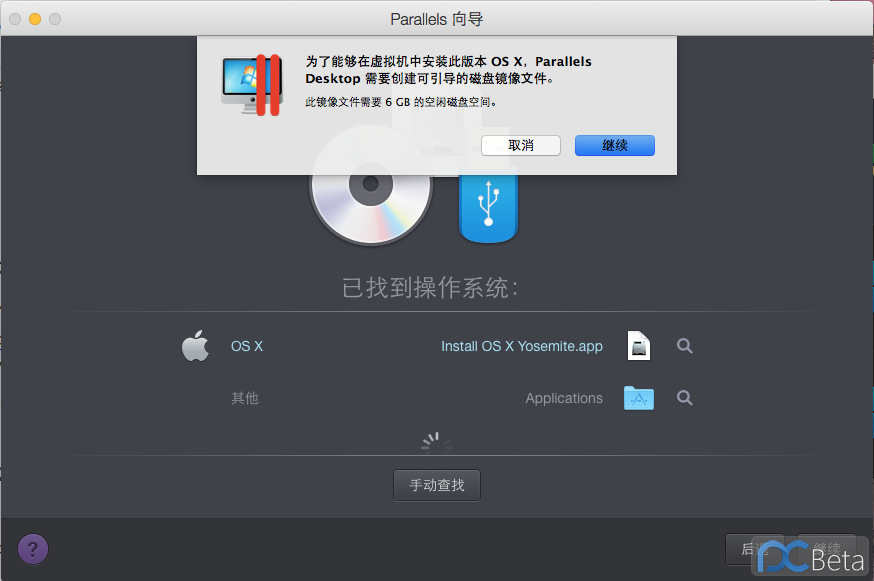 Parallels 向导
为了能够在虚拟机中安装此版本 OS X，Parallels
Desktop 需要创建可引导的磁盘镜像文件。
此镜像文件需要 6 GB 的空闲磁盘空间。
取消
继续
已找到操作系统：
OS X
Install OS X Yosemite.app
其他
Applications
手动查找
?
后退
继续
PCBeta